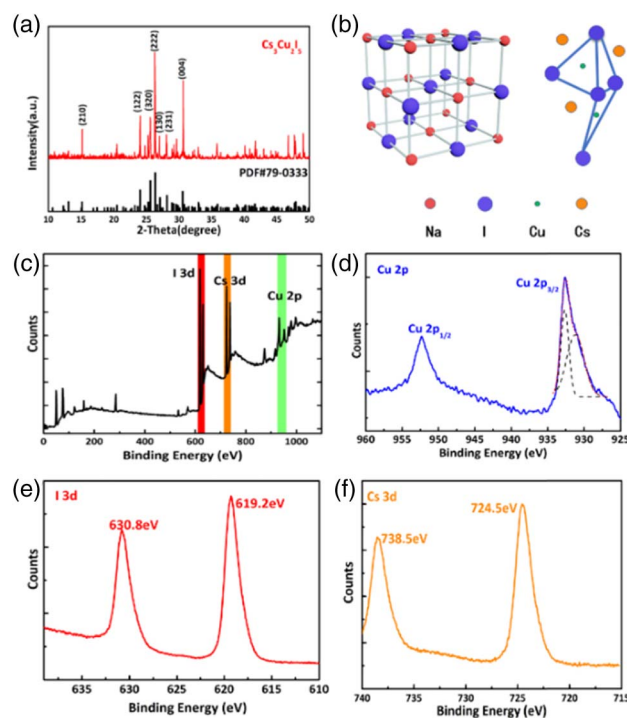 (a)
Cs3Cu2I5
(222)
(004)
(122)
(320)
(210)
(130)
(231)
PDF#79-0333
Intensity(a.u.)
10 15 20 25 30 35 40 45 50
2-Theta(degree)
(b)
Na I Cu Cs
(c)
I 3d
Cs 3d
Cu 2p
Counts
0 200 400 600 800 1000
Binding Energy (eV)
(d)
Cu 2p
Cu 2p3/2
Cu 2p1/2
Counts
960 955 950 945 940 935 930 925
Binding Energy (eV)
(e)
I 3d
619.2eV
630.8eV
Counts
635 630 625 620 615 610
Binding Energy (eV)
(f)
Cs 3d
724.5eV
738.5eV
Counts
740 735 730 725 720 715
Binding Energy (eV)